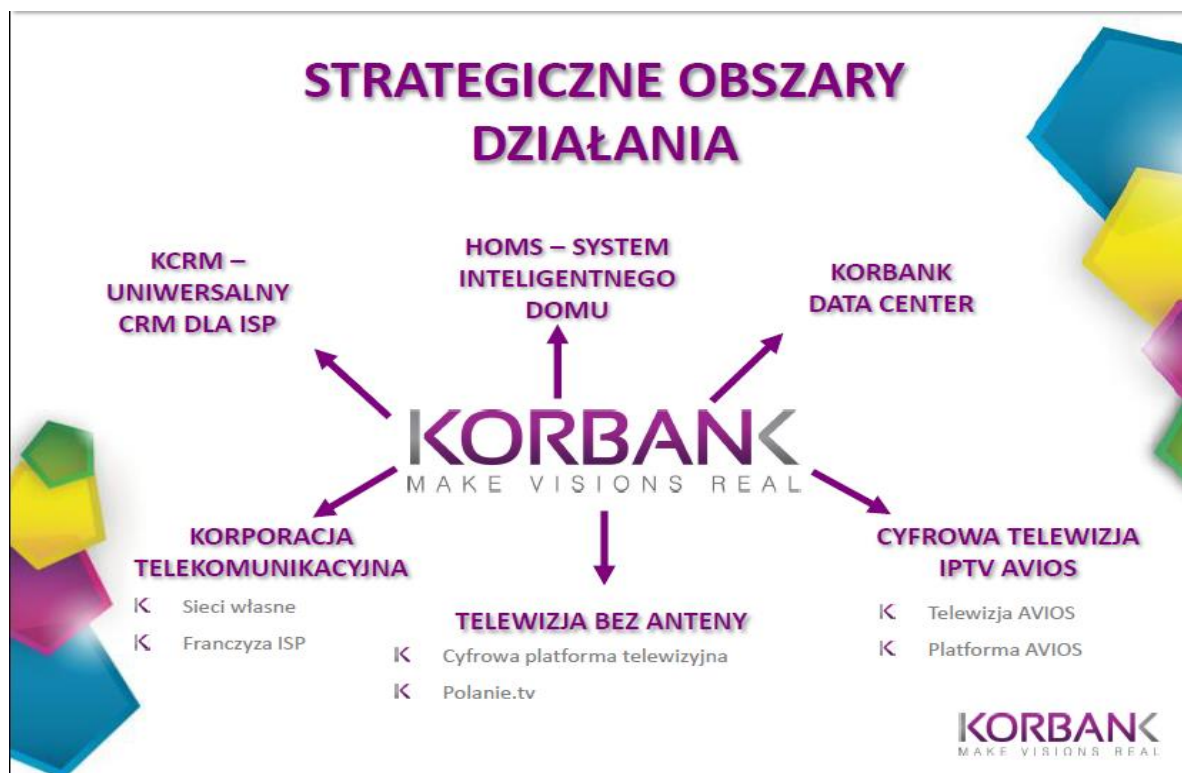 STRATEGICZNE OBSZARY
DZIAŁANIA
KCRM –
UNIWERSALNY
CRM DLA ISP
HOMS – SYSTEM
INTELIGENTNEGO
DOMU
KORBANK
DATA CENTER
KORBANK
MAKE VISIONS REAL
KORPORACJA
TELEKOMUNIKACYJNA
Sieci własne
Franczyza ISP
TELEWIZJA BEZ ANTENY
Cyfrowa platforma telewizyjna
Polanie.tv
CYFROWA TELEWIZJA
IPTV AVIOS
Telewizja AVIOS
Platforma AVIOS
KORBANK
MAKE VISIONS REAL